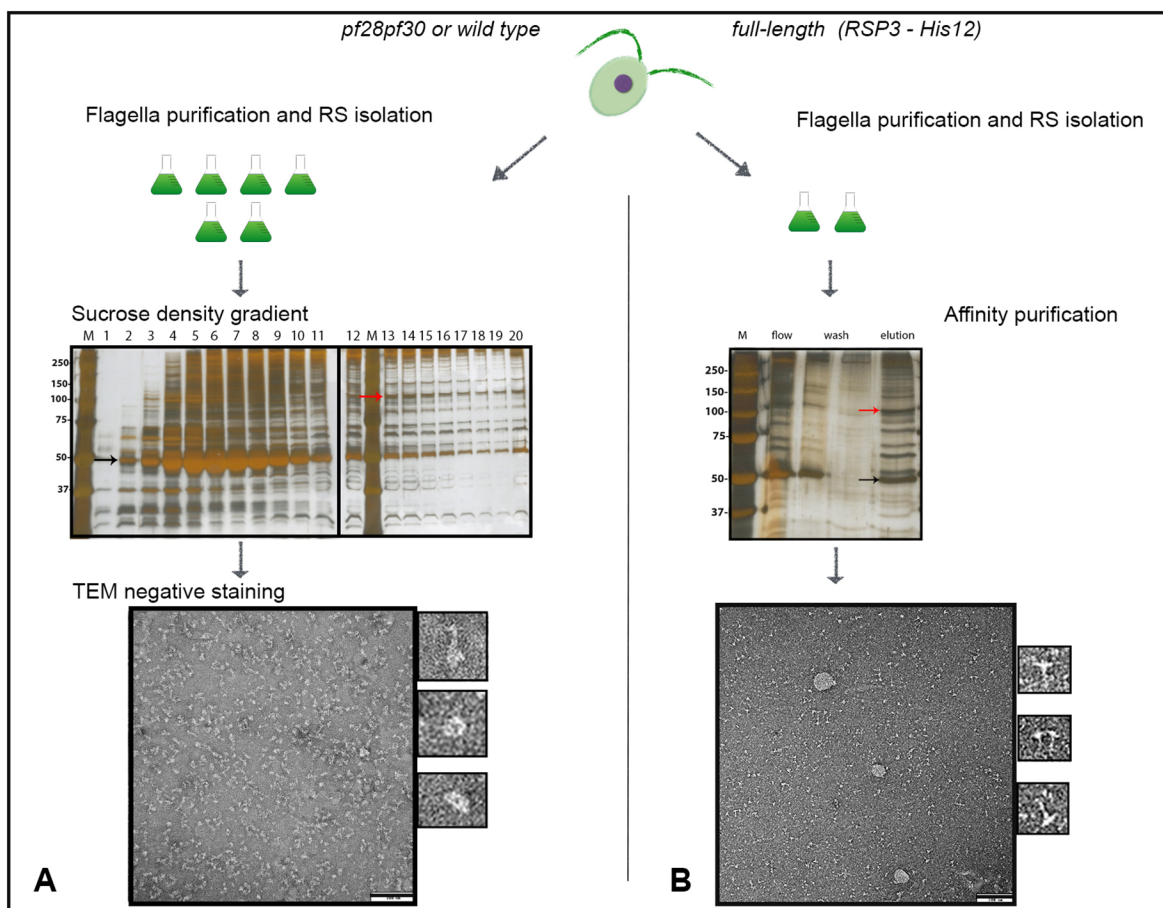 pf28pf30 or wild type
full-length (RSP3 - His12)
Flagella purification and RS isolation
Flagella purification and RS isolation
Sucrose density gradient
M 1 2 3 4 5 6 7 8 9 10 11 12 M 13 14 15 16 17 18 19 20
250-
150-
100-
75-
50-
37-
Affinity purification
M flow wash elution
250-
150-
100-
75-
50-
37-
TEM negative staining
A
B